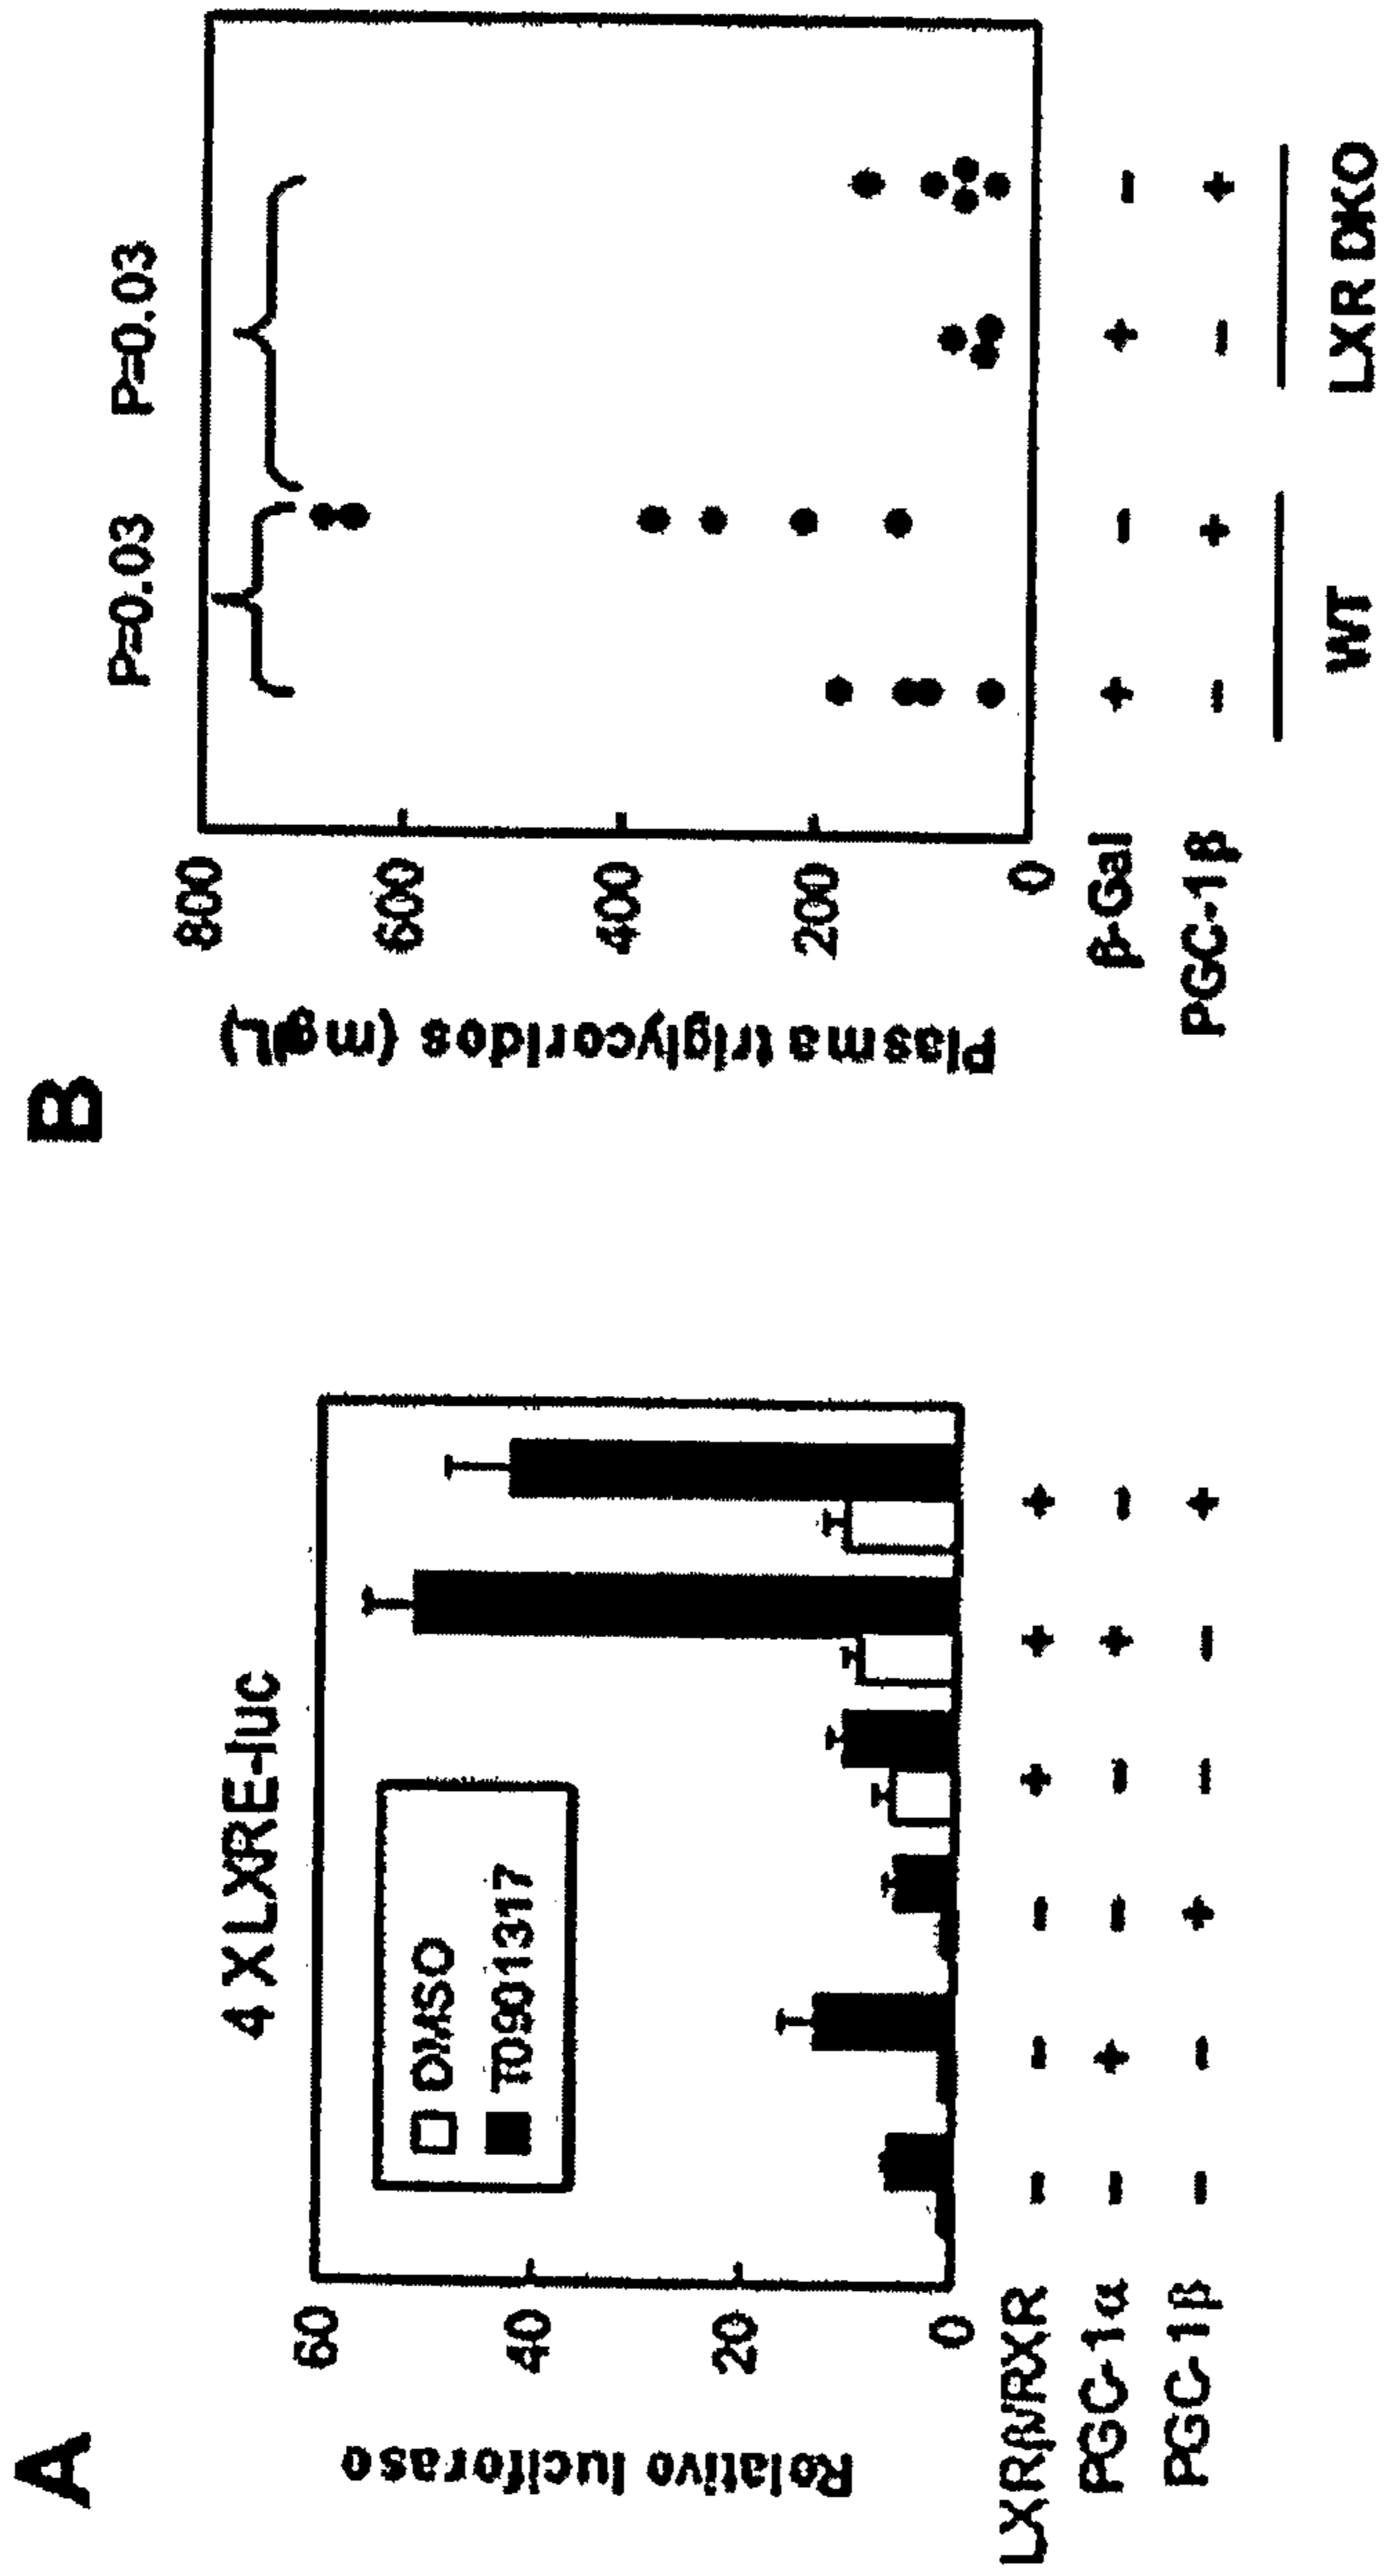 A
4 X LXRE-luc
Relative luciferase
60
40
20
0
DMSO
T0901317
LXRβ/RXR - - - + + +
PGC-1α - + - - + -
PGC-1β - - + - - +
B
P=0.03 P=0.03
Plasma triglycerides (mg/L)
800
600
400
200
0
β-Gal + - + -
PGC-1β - + - +
WT LXR DKO